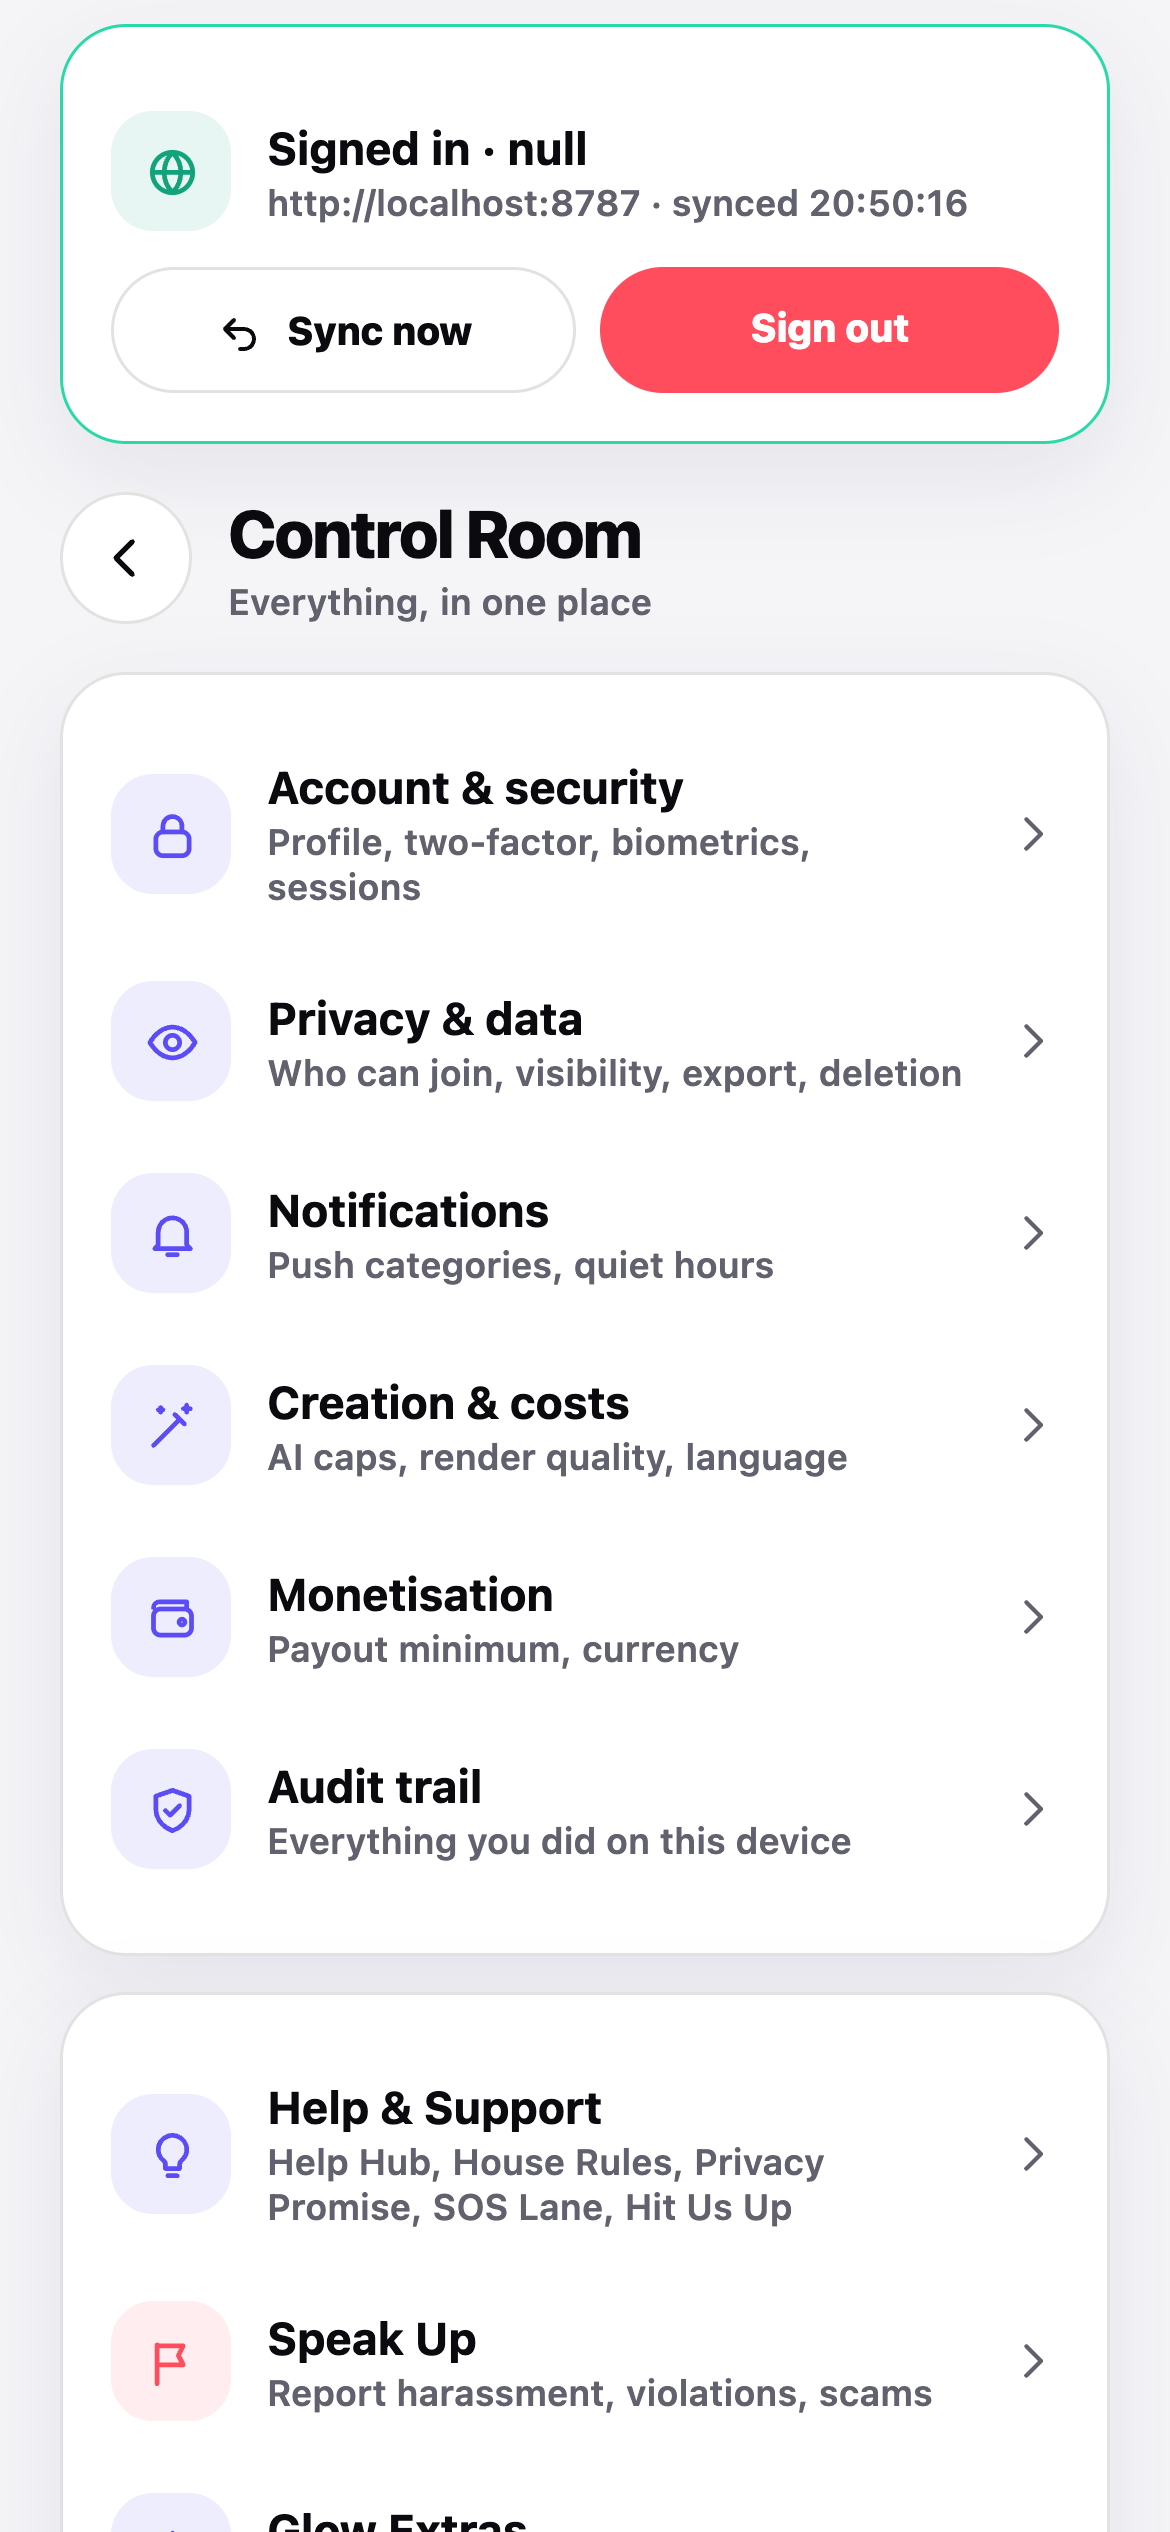 Signed in · null
http://localhost:8787 · synced 20:50:16
Sync now
Sign out
Control Room
Everything, in one place
Account & security
Profile, two-factor, biometrics,
sessions
Privacy & data
Who can join, visibility, export, deletion
Notifications
Push categories, quiet hours
Creation & costs
AI caps, render quality, language
Monetisation
Payout minimum, currency
Audit trail
Everything you did on this device
Help & Support
Help Hub, House Rules, Privacy
Promise, SOS Lane, Hit Us Up
Speak Up
Report harassment, violations, scams
Glow Extras